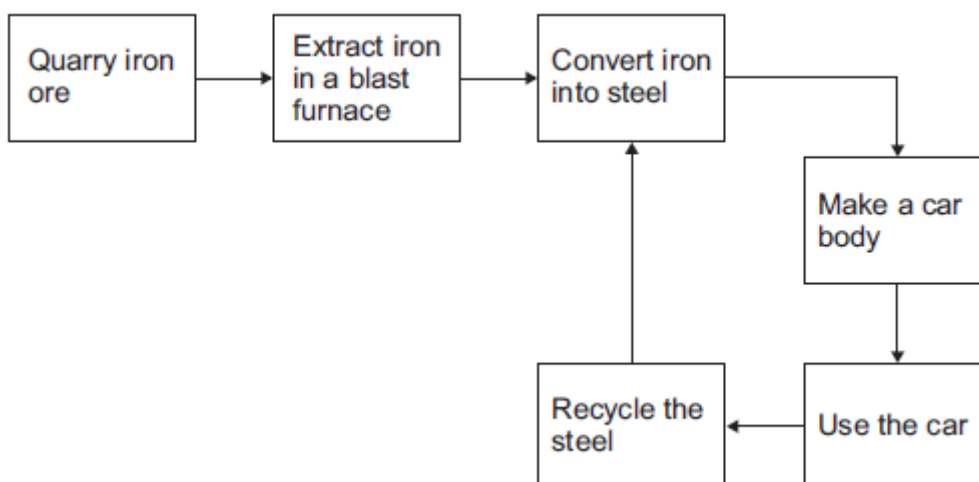 Quarry iron
ore
Extract iron
in a blast
furnace
Convert iron
into steel
Make a car
body
Recycle the
steel
Use the car